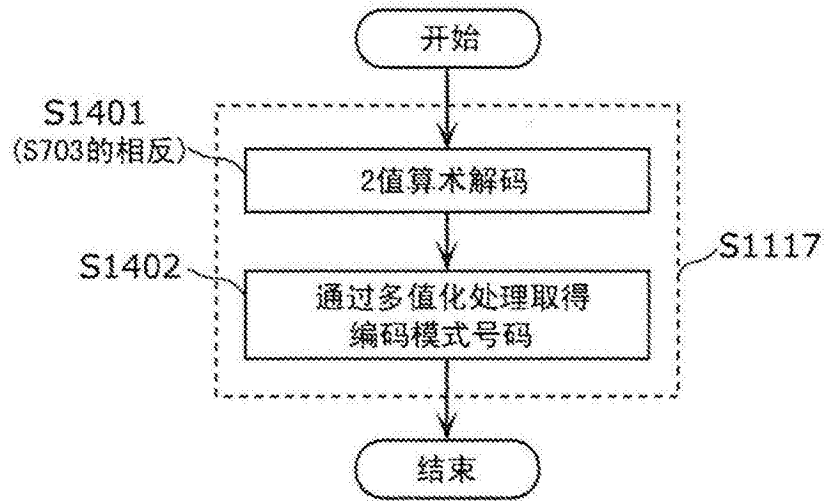 开始
S1401
(S703的相反)
2值算术解码
S1402
S1117
通过多值化处理取得
编码模式号码
结束